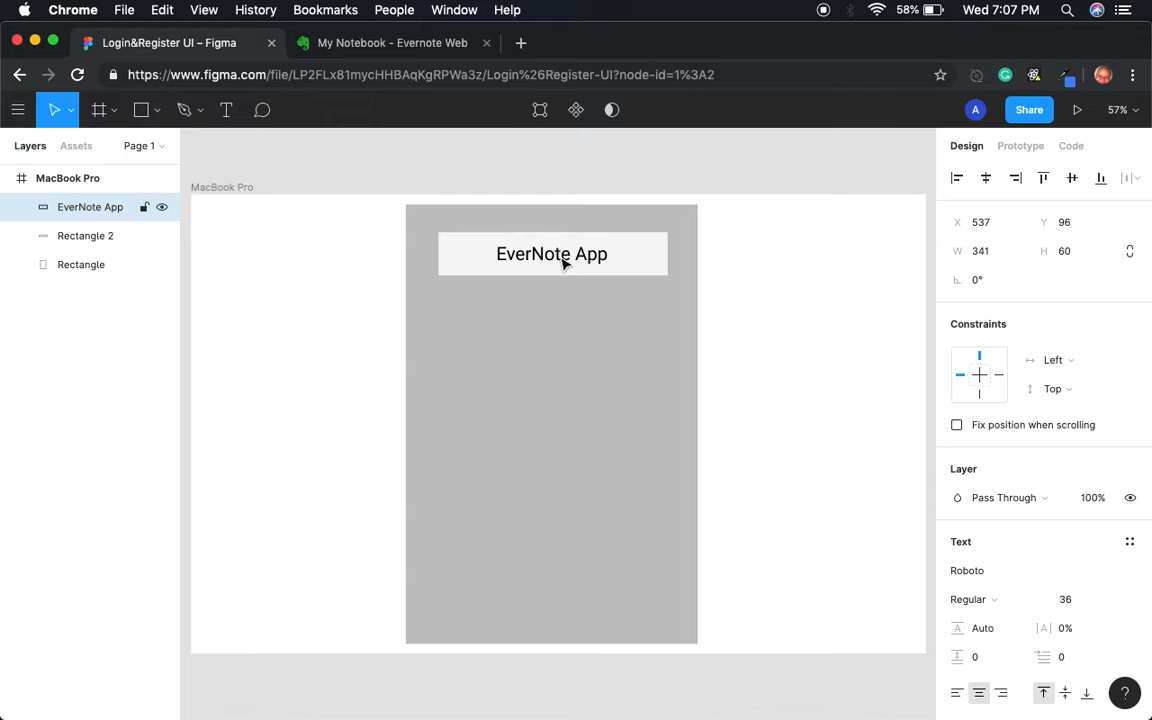 Chrome File Edit View History Bookmarks People Window Help 58% Wed 7:07 PM
Login&Register UI – Figma My Notebook - Evernote Web
https://www.figma.com/file/LP2FLx81mycHHBAqKgRPWa3z/Login%26Register-UI?node-id=1%3A2
A Share 57%
Layers Assets Page 1 Design Prototype Code
MacBook Pro
MacBook Pro
EverNote App
Rectangle 2
Rectangle
EverNote App
X 537 Y 96
W 341 H 60
0°
Constraints
Left
Top
Fix position when scrolling
Layer
Pass Through 100%
Text
Roboto
Regular 36
A Auto |A| 0%
0 0
?